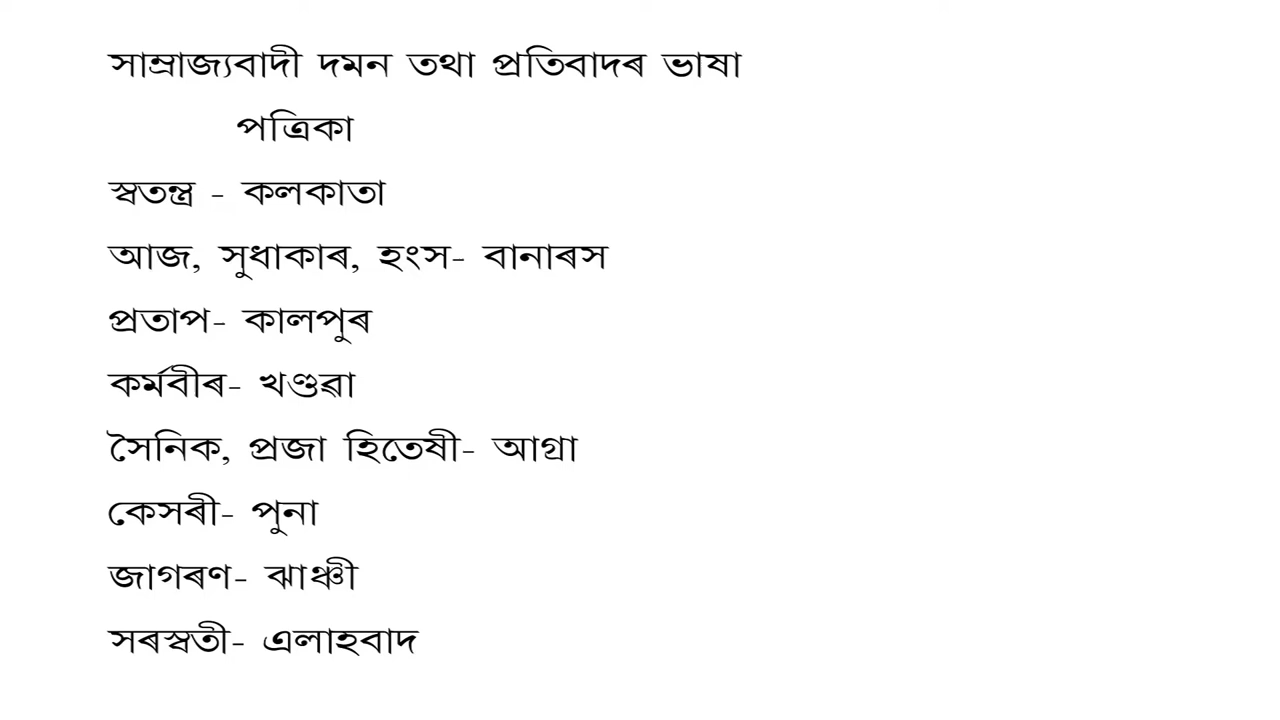 সাম্ৰাজ্যবাদী দমন তথা প্ৰতিবাদৰ ভাষা
পত্ৰিকা
স্বতন্ত্ৰ - কলকাতা
আজ, সুধাকাৰ, হংস- বানাৰস
প্ৰতাপ- কালপুৰ
কৰ্মবীৰ- খণ্ডৱা
সৈনিক, প্ৰজা হিতেষী- আগ্ৰা
কেসৰী- পুনা
জাগৰণ- ঝাঞ্চী
সৰস্বতী- এলাহবাদ